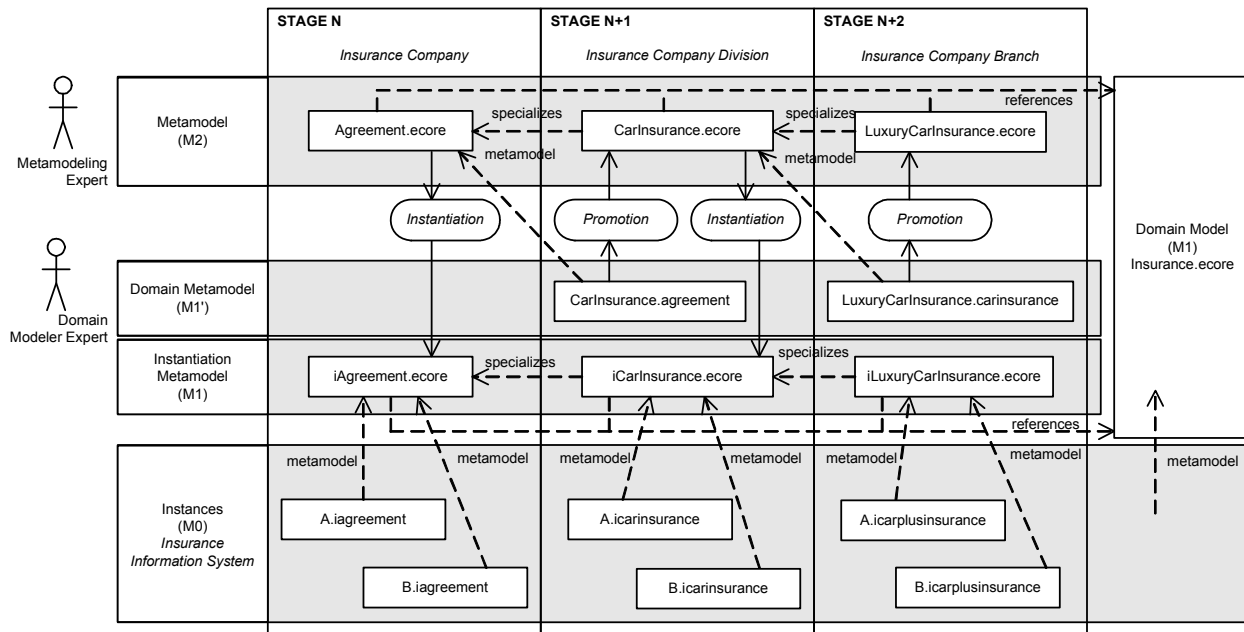 STAGE N
STAGE N+1
STAGE N+2
Insurance Company
Insurance Company Division
Insurance Company Branch
Metamodeling
Expert
Metamodel
(M2)
Agreement.ecore
specializes
CarInsurance.ecore
specializes
LuxuryCarInsurance.ecore
references
metamodel
metamodel
Instantiation
Promotion
Instantiation
Promotion
Domain Model
(M1)
Insurance.ecore
Domain
Modeler Expert
Domain Metamodel
(M1')
CarInsurance.agreement
LuxuryCarInsurance.carinsurance
Instantiation
Metamodel
(M1)
iAgreement.ecore
specializes
iCarInsurance.ecore
specializes
iLuxuryCarInsurance.ecore
references
metamodel
metamodel
metamodel
metamodel
metamodel
metamodel
metamodel
Instances
(M0)
Insurance
Information System
A.iagreement
A.icarinsurance
A.icarplusinsurance
B.iagreement
B.icarinsurance
B.icarplusinsurance